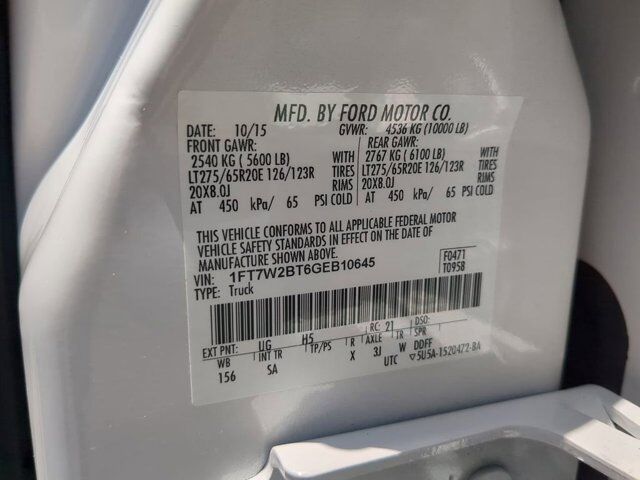 MFD. BY FORD MOTOR CO.
DATE: 10/15 GVWR: 4536 KG (10000 LB)
FRONT GAWR: REAR GAWR:
2540 KG ( 5600 LB) WITH 2767 KG ( 6100 LB) WITH
LT275/65R20E 126/123R TIRES LT275/65R20E 126/123R TIRES
20X8.0J RIMS 20X8.0J RIMS
AT 450 kPa/ 65 PSI COLD AT 450 kPa/ 65 PSI COLD
THIS VEHICLE CONFORMS TO ALL APPLICABLE FEDERAL MOTOR
VEHICLE SAFETY STANDARDS IN EFFECT ON THE DATE OF
MANUFACTURE SHOWN ABOVE.
VIN: 1FT7W2BT6GEB10645 F0471
TYPE: Truck T0958
EXT PNT: UG H5 RC: 21 DSO:
WB INT TR TP/PS R AXLE TR SPR
156 SA X 3J W DDFF
UTC ▽5U5A-1520472-BA